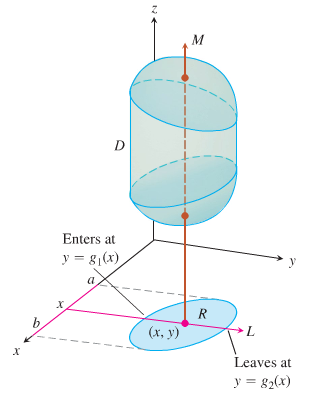 z
M
D
Enters at
y = g₁(x)
y
a
x
R
b
(x, y)
L
x
Leaves at
y = g₂(x)